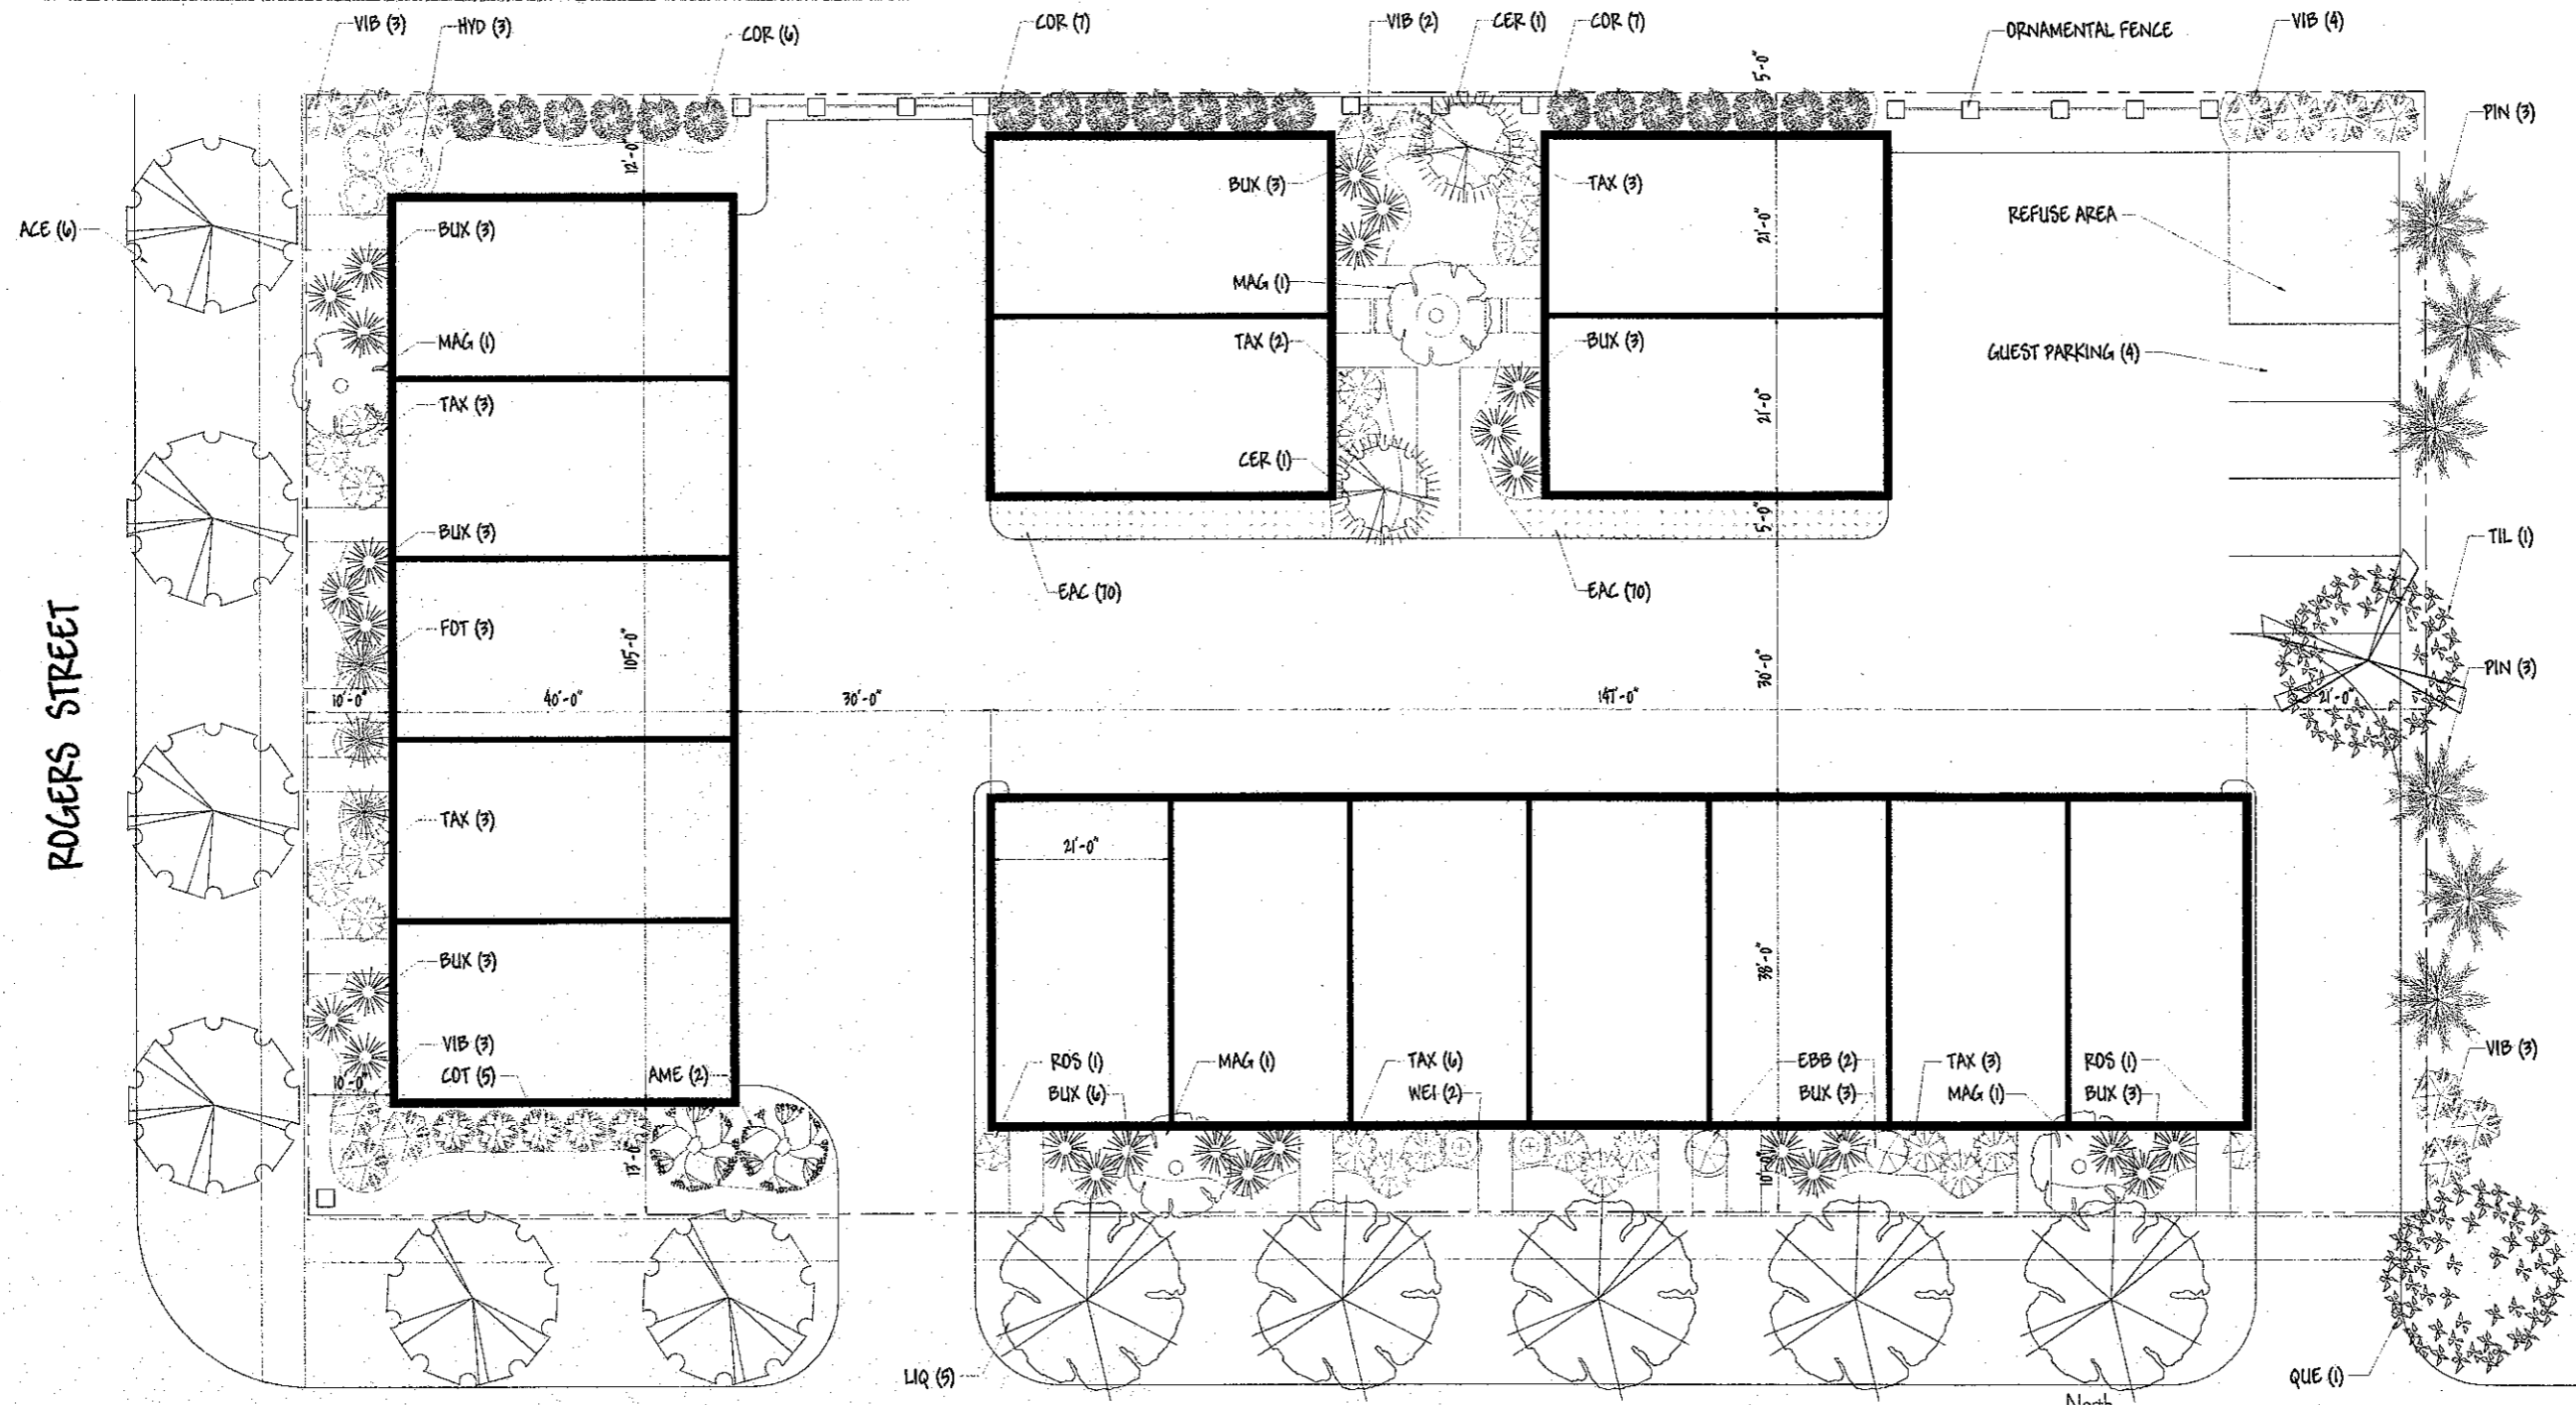 VIB (3)
HYD (3)
COR (6)
COR (7)
VIB (2)
CER (1)
COR (7)
5'-0"
ORNAMENTAL FENCE
VIB (4)
PIN (3)
12'-0"
BUX (3)
TAX (3)
REFUSE AREA
ACE (6)
BUX (3)
21'-0"
MAG (1)
MAG (1)
TAX (2)
BUX (3)
GUEST PARKING (4)
TAX (3)
21'-0"
CER (1)
BUX (3)
5'-0"
TIL (1)
EAC (70)
EAC (70)
FOT (3)
105'-0"
30'-0"
PIN (3)
ROGERS STREET
10'-0"
40'-0"
30'-0"
147'-0"
21'-0"
TAX (3)
21'-0"
BUX (3)
38'-0"
VIB (3)
COT (5)
AME (2)
10'-0"
ROS (1)
BUX (6)
MAG (1)
TAX (6)
WEI (2)
EBB (2)
BUX (3)
TAX (3)
MAG (1)
ROS (1)
BUX (3)
VIB (3)
13'-0"
10'-0"
LIQ (5)
QUE (1)
North